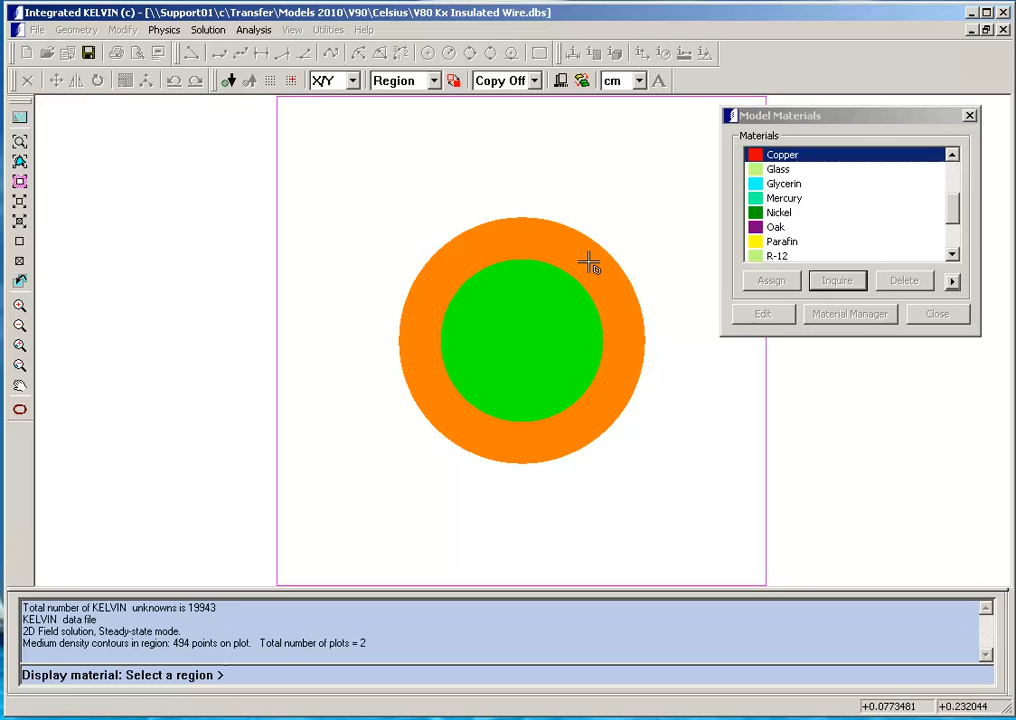 Integrated KELVIN (c) - [\\Support01\c\Transfer\Models 2010\V90\Celsius\V80 Kx Insulated Wire.dbs]
File Geometry Modify Physics Solution Analysis View Utilities Help
X/Y Region Copy Off cm A
Model Materials
Materials
Copper
Glass
Glycerin
Mercury
Nickel
Oak
Parafin
R-12
Assign Inquire Delete
Edit Material Manager Close
Total number of KELVIN unknowns is 19943
KELVIN data file
2D Field solution, Steady-state mode.
Medium density contours in region: 494 points on plot. Total number of plots = 2
Display material: Select a region >
+0.0773481 +0.232044